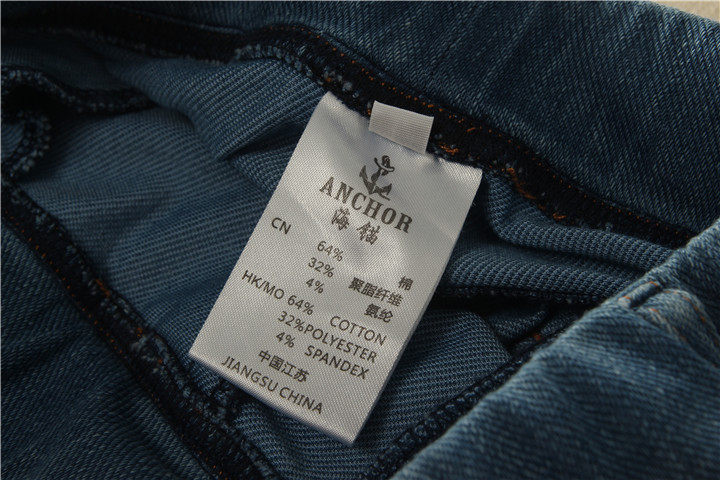 ANCHOR
海锚
CN
64% 棉
32% 聚脂纤维
4% 氨纶
HK/MO 64% COTTON
32%POLYESTER
4% SPANDEX
中国江苏
JIANGSU CHINA